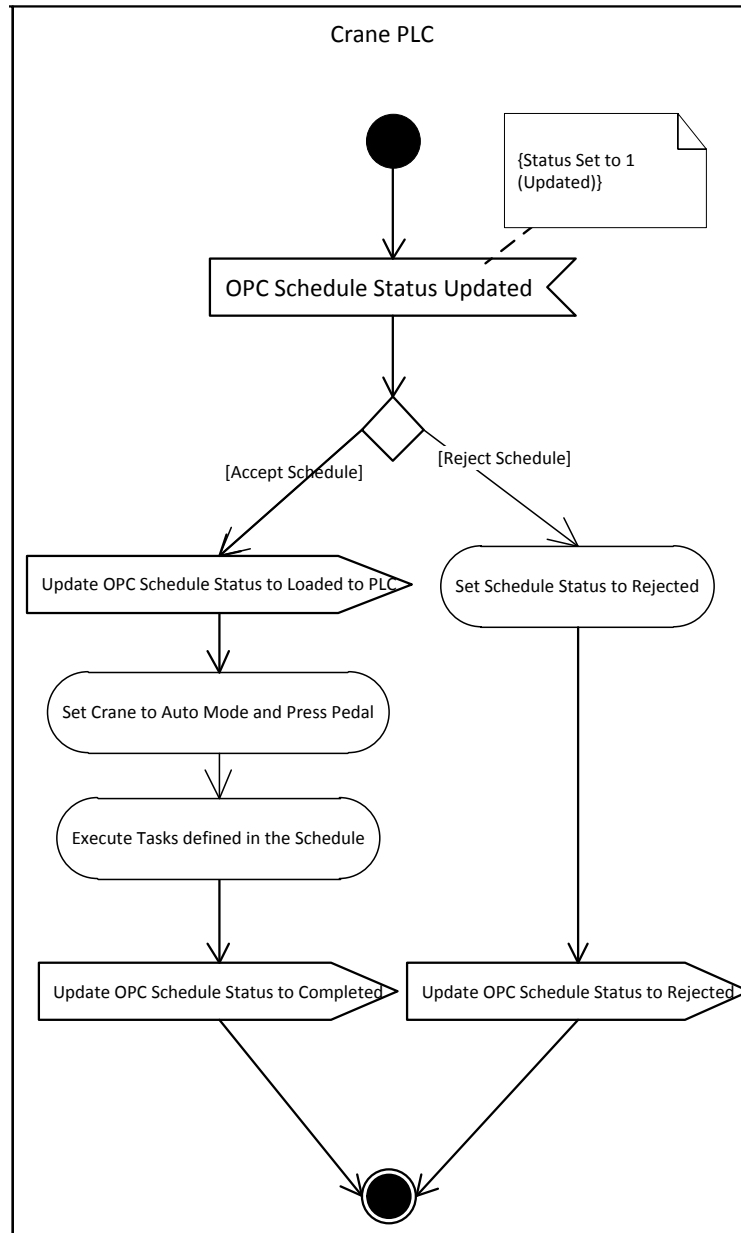 Crane PLC
{Status Set to 1
(Updated)}
OPC Schedule Status Updated
[Accept Schedule]
[Reject Schedule]
Update OPC Schedule Status to Loaded to PLC
Set Schedule Status to Rejected
Set Crane to Auto Mode and Press Pedal
Execute Tasks defined in the Schedule
Update OPC Schedule Status to Completed
Update OPC Schedule Status to Rejected